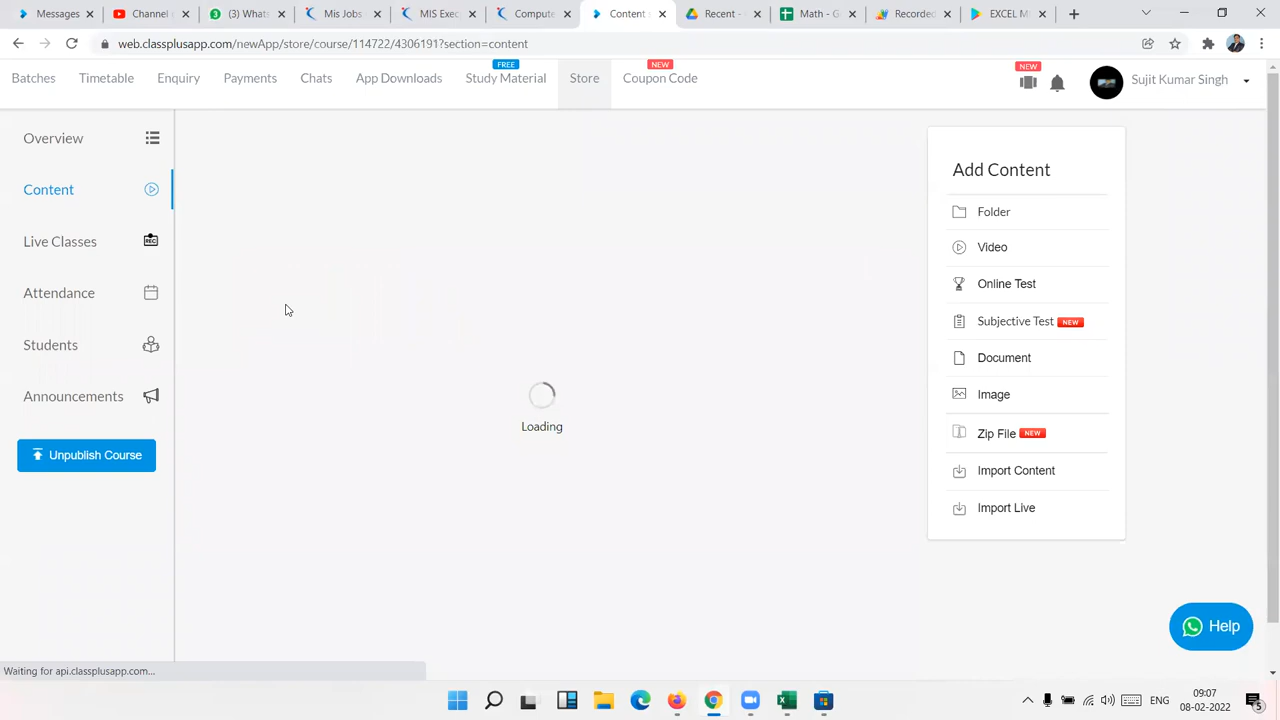 Channel
(3) Whats
Mis Jobs
MIS Exec
Compute
Content
Recent -
Math - G
Recorded
EXCEL M
web.classplusapp.com/newApp/store/course/114722/4306191?section=content
Batches
Timetable
Enquiry
Payments
Chats
App Downloads
FREE
Study Material
Store
NEW
Coupon Code
NEW
Sujit Kumar Singh
Overview
Content
Live Classes
REC
Attendance
Students
Announcements
Unpublish Course
Loading
Add Content
Folder
Video
Online Test
Subjective Test NEW
Document
Image
Zip File NEW
Import Content
Import Live
Help
Waiting for api.classplusapp.com...
ENG
09:07
08-02-2022
5